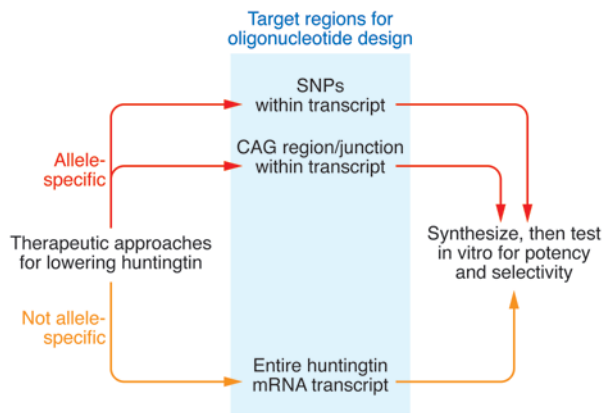 Target regions for
oligonucleotide design
SNPs
within transcript
CAG region/junction
within transcript
Allele-
specific
Therapeutic approaches
for lowering huntingtin
Synthesize, then test
in vitro for potency
and selectivity
Not allele-
specific
Entire huntingtin
mRNA transcript